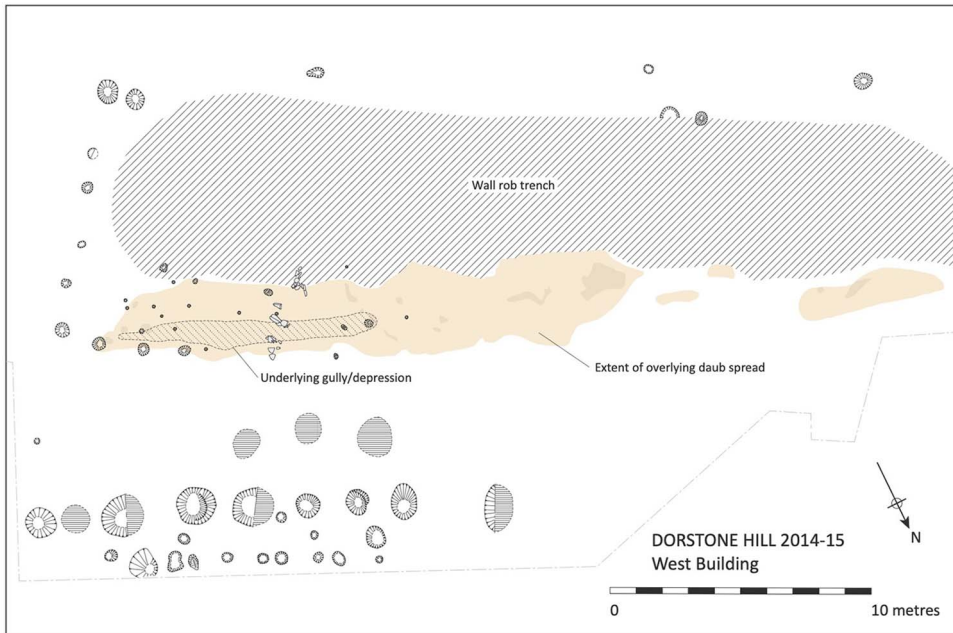 Wall rob trench
Underlying gully/depression
Extent of overlying daub spread
N
DORSTONE HILL 2014-15
West Building
0
10 metres